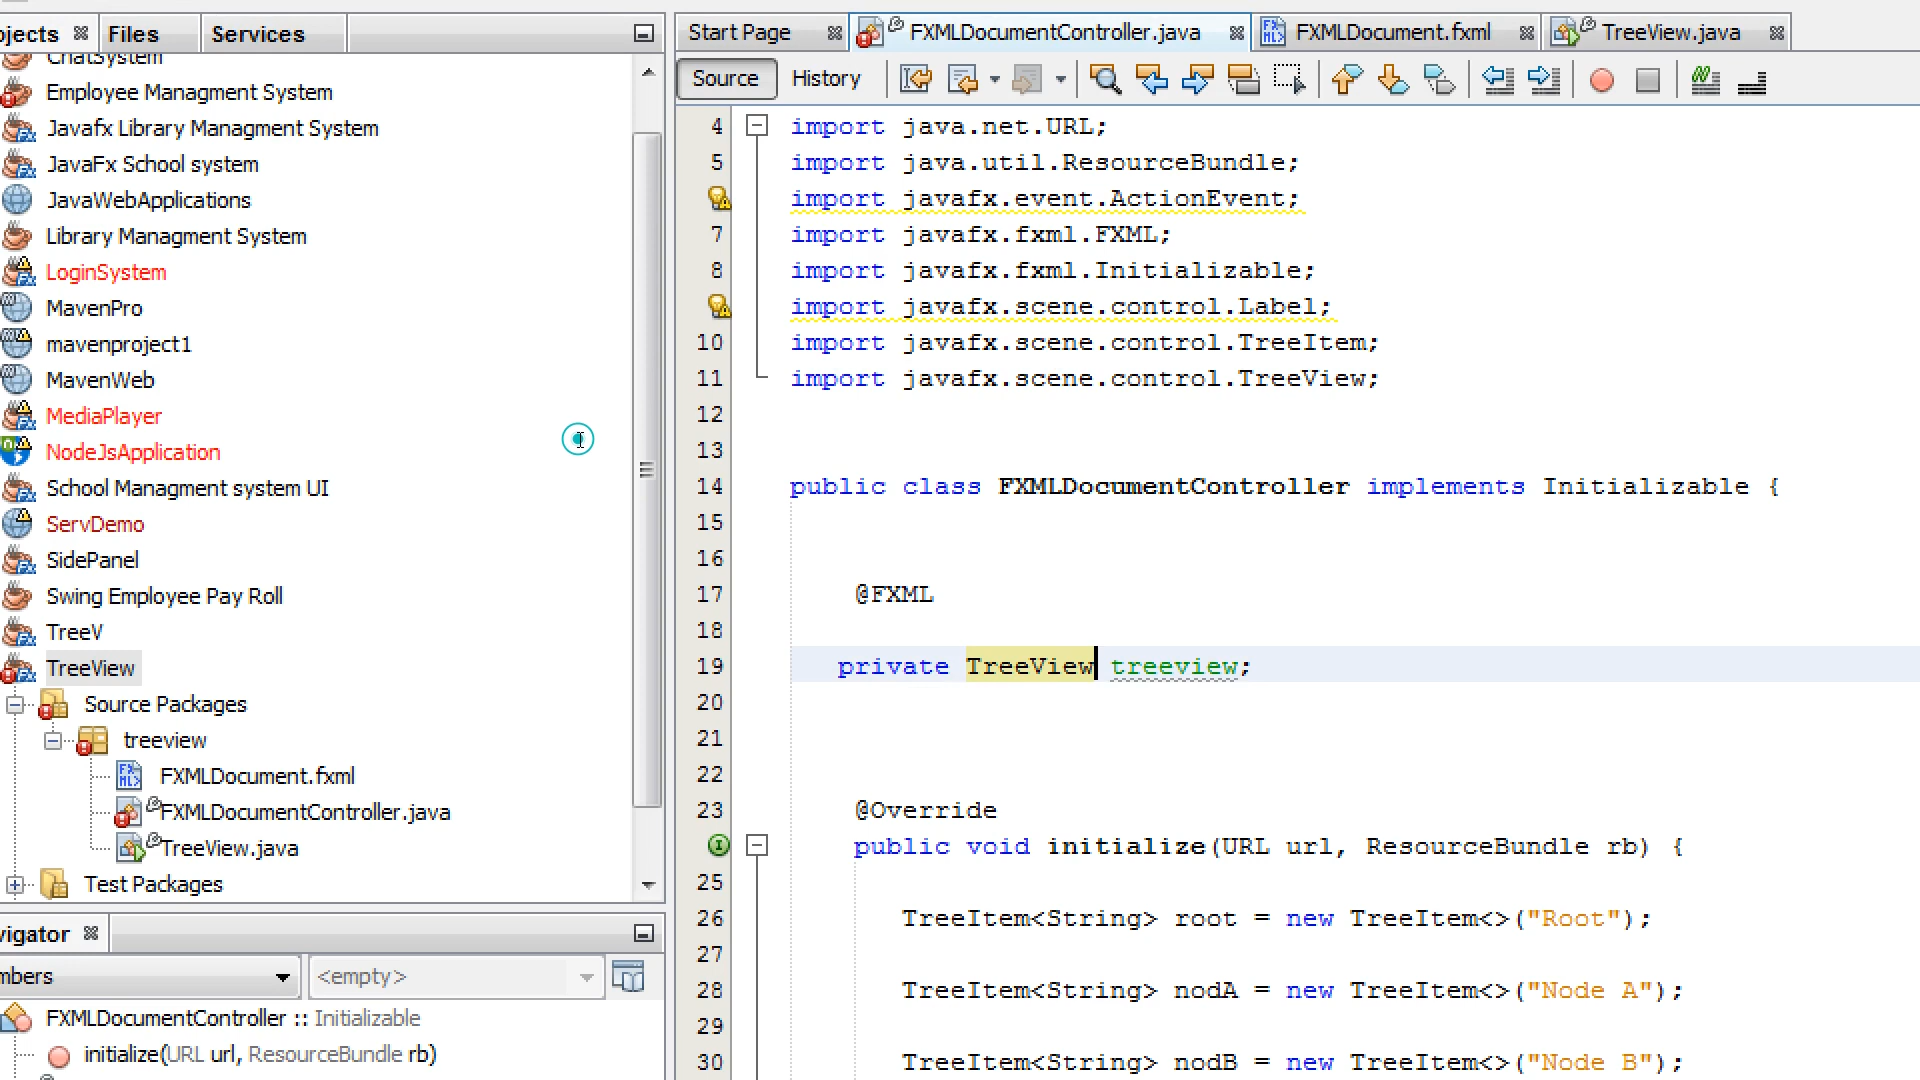 ojects
Files
Services
ChatSystem
Employee Managment System
Javafx Library Managment System
JavaFx School system
JavaWebApplications
Library Managment System
LoginSystem
MavenPro
mavenproject1
MavenWeb
MediaPlayer
NodeJsApplication
School Managment system UI
ServDemo
SidePanel
Swing Employee Pay Roll
TreeV
TreeView
Source Packages
treeview
FXMLDocument.fxml
FXMLDocumentController.java
TreeView.java
Test Packages
vigator
mbers
<empty>
FXMLDocumentController :: Initializable
initialize(URL url, ResourceBundle rb)
Start Page
FXMLDocumentController.java
FXMLDocument.fxml
TreeView.java
Source
History
4 import java.net.URL;
5 import java.util.ResourceBundle;
import javafx.event.ActionEvent;
7 import javafx.fxml.FXML;
8 import javafx.fxml.Initializable;
import javafx.scene.control.Label;
10 import javafx.scene.control.TreeItem;
11 import javafx.scene.control.TreeView;
12
13
14 public class FXMLDocumentController implements Initializable {
15
16
17 @FXML
18
19 private TreeView treeview;
20
21
22
23 @Override
public void initialize(URL url, ResourceBundle rb) {
25
26 TreeItem<String> root = new TreeItem<>("Root");
27
28 TreeItem<String> nodA = new TreeItem<>("Node A");
29
30 TreeItem<String> nodB = new TreeItem<>("Node B");